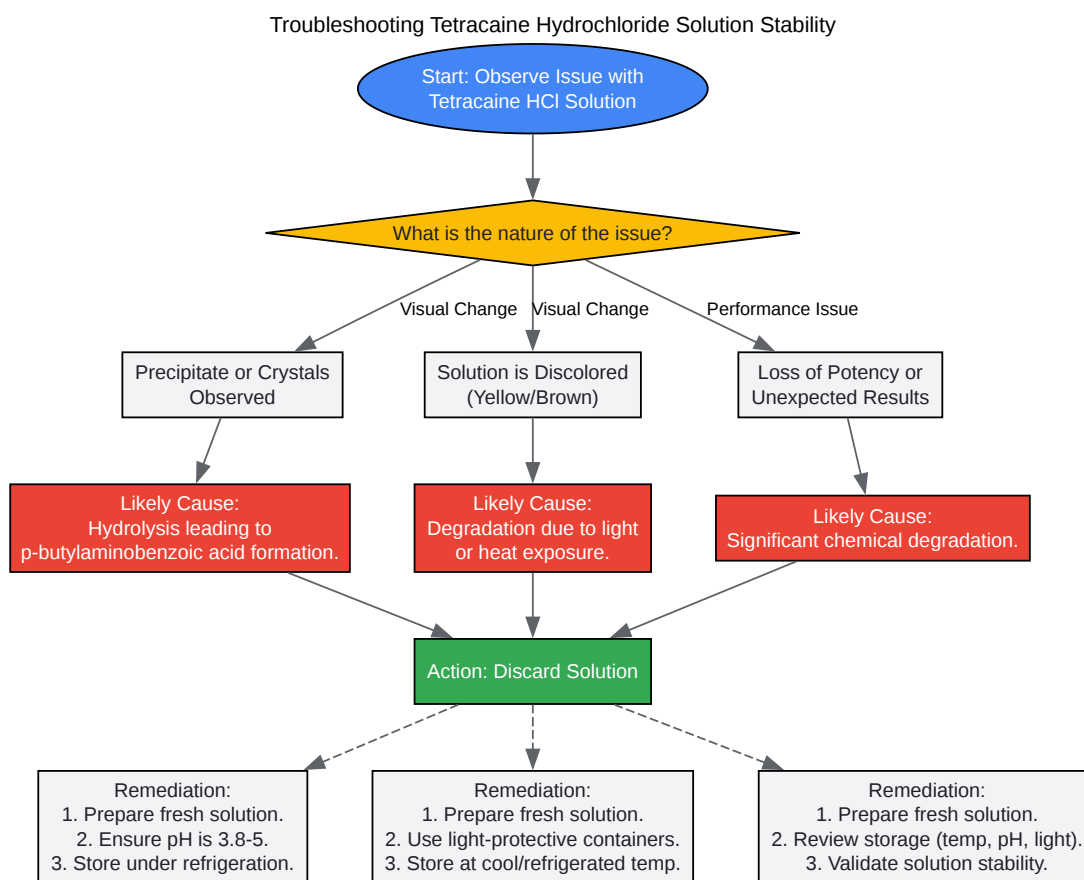 Troubleshooting Tetracaine Hydrochloride Solution Stability
Start: Observe Issue with
Tetracaine HCl Solution
What is the nature of the issue?
Visual Change
Visual Change
Performance Issue
Precipitate or Crystals
Observed
Solution is Discolored
(Yellow/Brown)
Loss of Potency or
Unexpected Results
Likely Cause:
Hydrolysis leading to
p-butylaminobenzoic acid formation.
Likely Cause:
Degradation due to light
or heat exposure.
Likely Cause:
Significant chemical degradation.
Action: Discard Solution
Remediation:
1. Prepare fresh solution.
2. Ensure pH is 3.8-5.
3. Store under refrigeration.
Remediation:
1. Prepare fresh solution.
2. Use light-protective containers.
3. Store at cool/refrigerated temp.
Remediation:
1. Prepare fresh solution.
2. Review storage (temp, pH, light).
3. Validate solution stability.